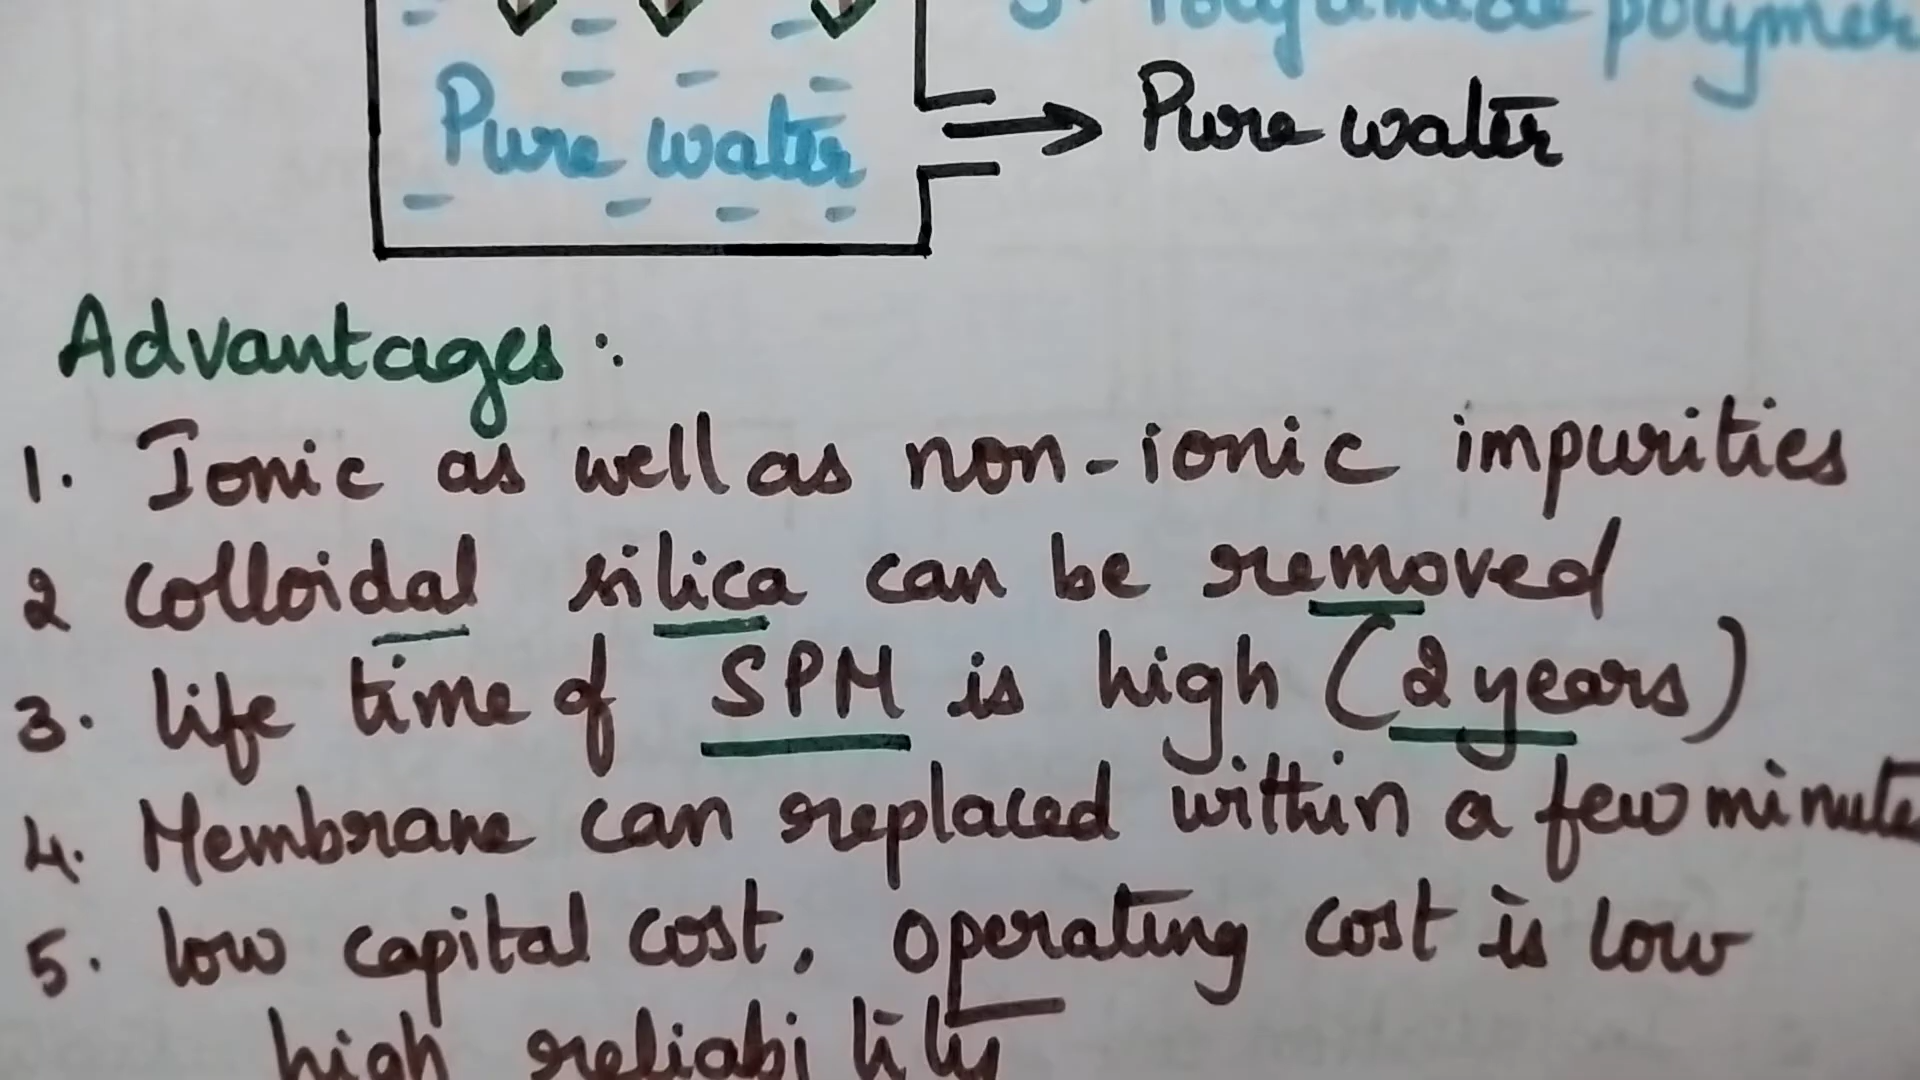 polymer
Pure water
Pure water
Advantages :
1. Ionic as well as non-ionic impurities
2 colloidal silica can be removed
3. life time of SPM is high (2 years)
4. Membrane can replaced within a few minute
5. low capital cost, operating cost is low
high reliability